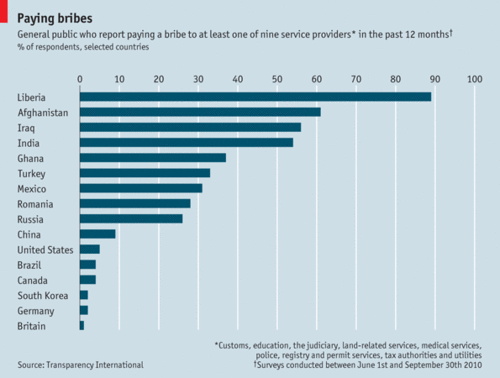 Paying bribes
General public who report paying a bribe to at least one of nine service providers* in the past 12 months†
% of respondents, selected countries
0 10 20 30 40 50 60 70 80 90 100
Liberia
Afghanistan
Iraq
India
Ghana
Turkey
Mexico
Romania
Russia
China
United States
Brazil
Canada
South Korea
Germany
Britain
*Customs, education, the judiciary, land-related services, medical services,
police, registry and permit services, tax authorities and utilities
Source: Transparency International †Surveys conducted between June 1st and September 30th 2010